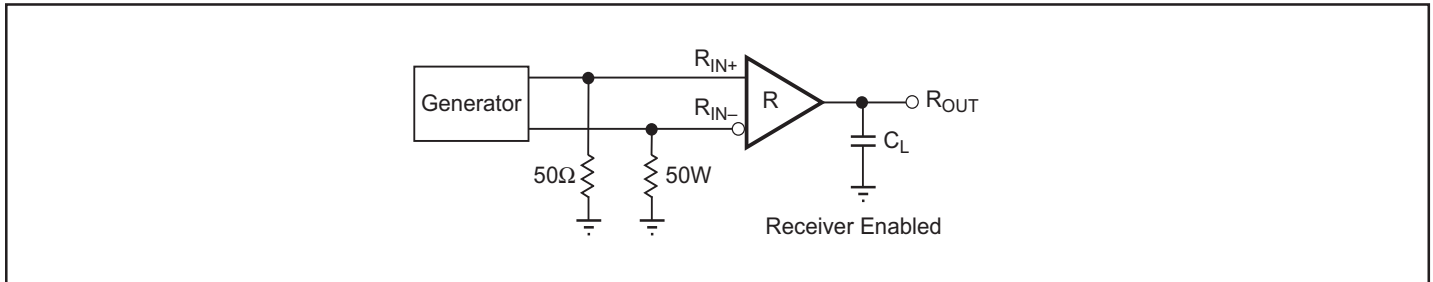 R_IN+
Generator
R_IN–
R
R_OUT
C_L
50Ω
50W
Receiver Enabled